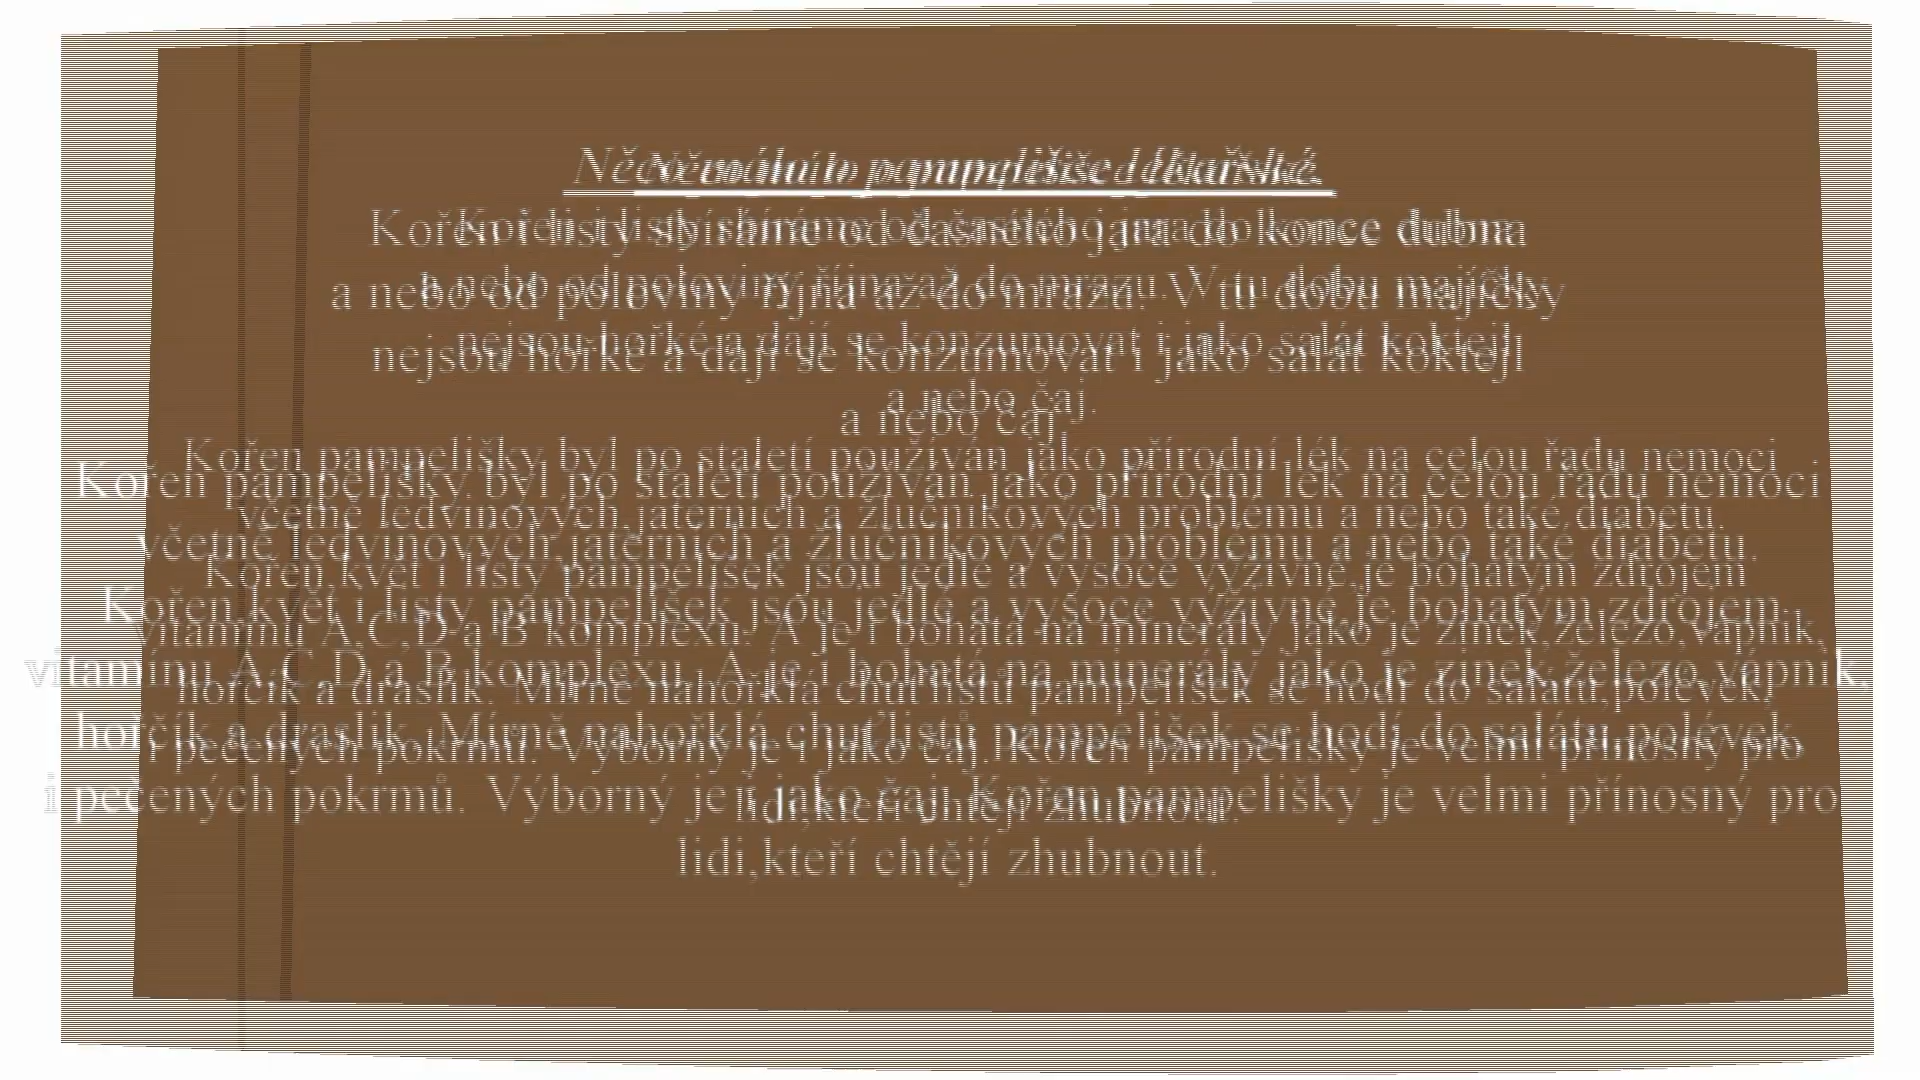 Něco málo o pampelišce lékařské.
Kořen i listy sbíráme od časného jara do konce dubna
a nebo od poloviny října až do mrazu. V tu dobu
nejsou hořké a dají se konzumovat i jako salát koktejl
a nebo čaj.
Kořen pampelišky byl po staletí používán jako přírodní lék na celou řadu nemoci
včetně ledvinových,jaterních a žlučníkových problému a nebo také diabetu.
Kořen,květ i listy pampelišek jsou jedlé a vysoce výživné,je bohatým zdrojem
vitamínu A,C,D a B komplexu. A je i bohatá na minerály jako je zinek,železo,vápník,
hořčík a draslik. Mírně nahořklá chuť listů pampelišek se hodí do salátu,polévek,
i pečených pokrmů. Výborný je i jako čaj. Kořen pampelišky je velmi přínosný pro
lidi,kteří chtějí zhubnout.